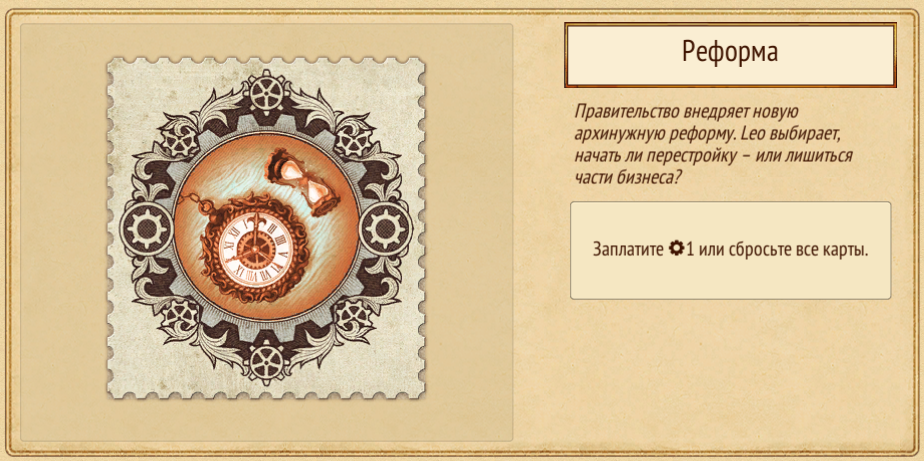 Реформа
Правительство внедряет новую
архинужную реформу. Leo выбирает,
начать ли перестройку – или лишиться
части бизнеса?
Заплатите ⚙1 или сбросьте все карты.